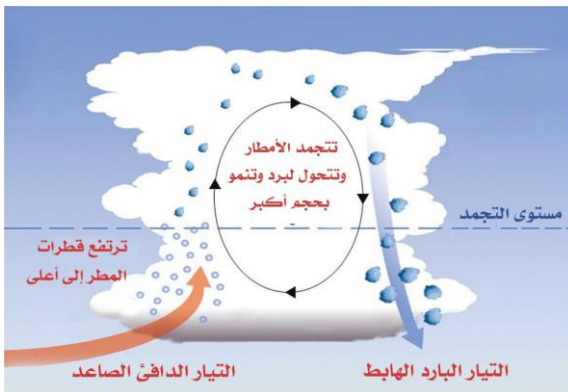 تتجمد الأمطار
وتتحول لبرد وتنمو
بحجم أكبر
مستوى التجمد
ترتفع قطرات
المطر إلى أعلى
التيار الدافئ الصاعد
التيار البارد الهابط